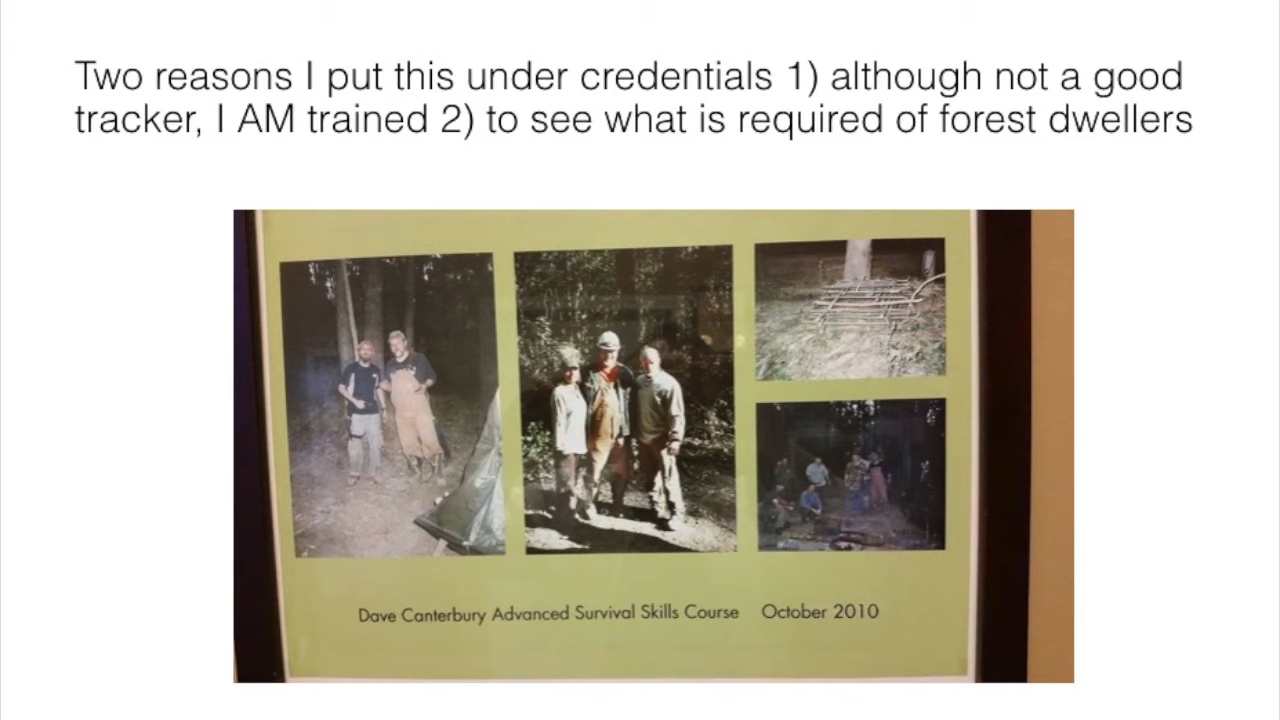 Two reasons I put this under credentials 1) although not a good
tracker, I AM trained 2) to see what is required of forest dwellers
Dave Canterbury Advanced Survival Skills Course October 2010